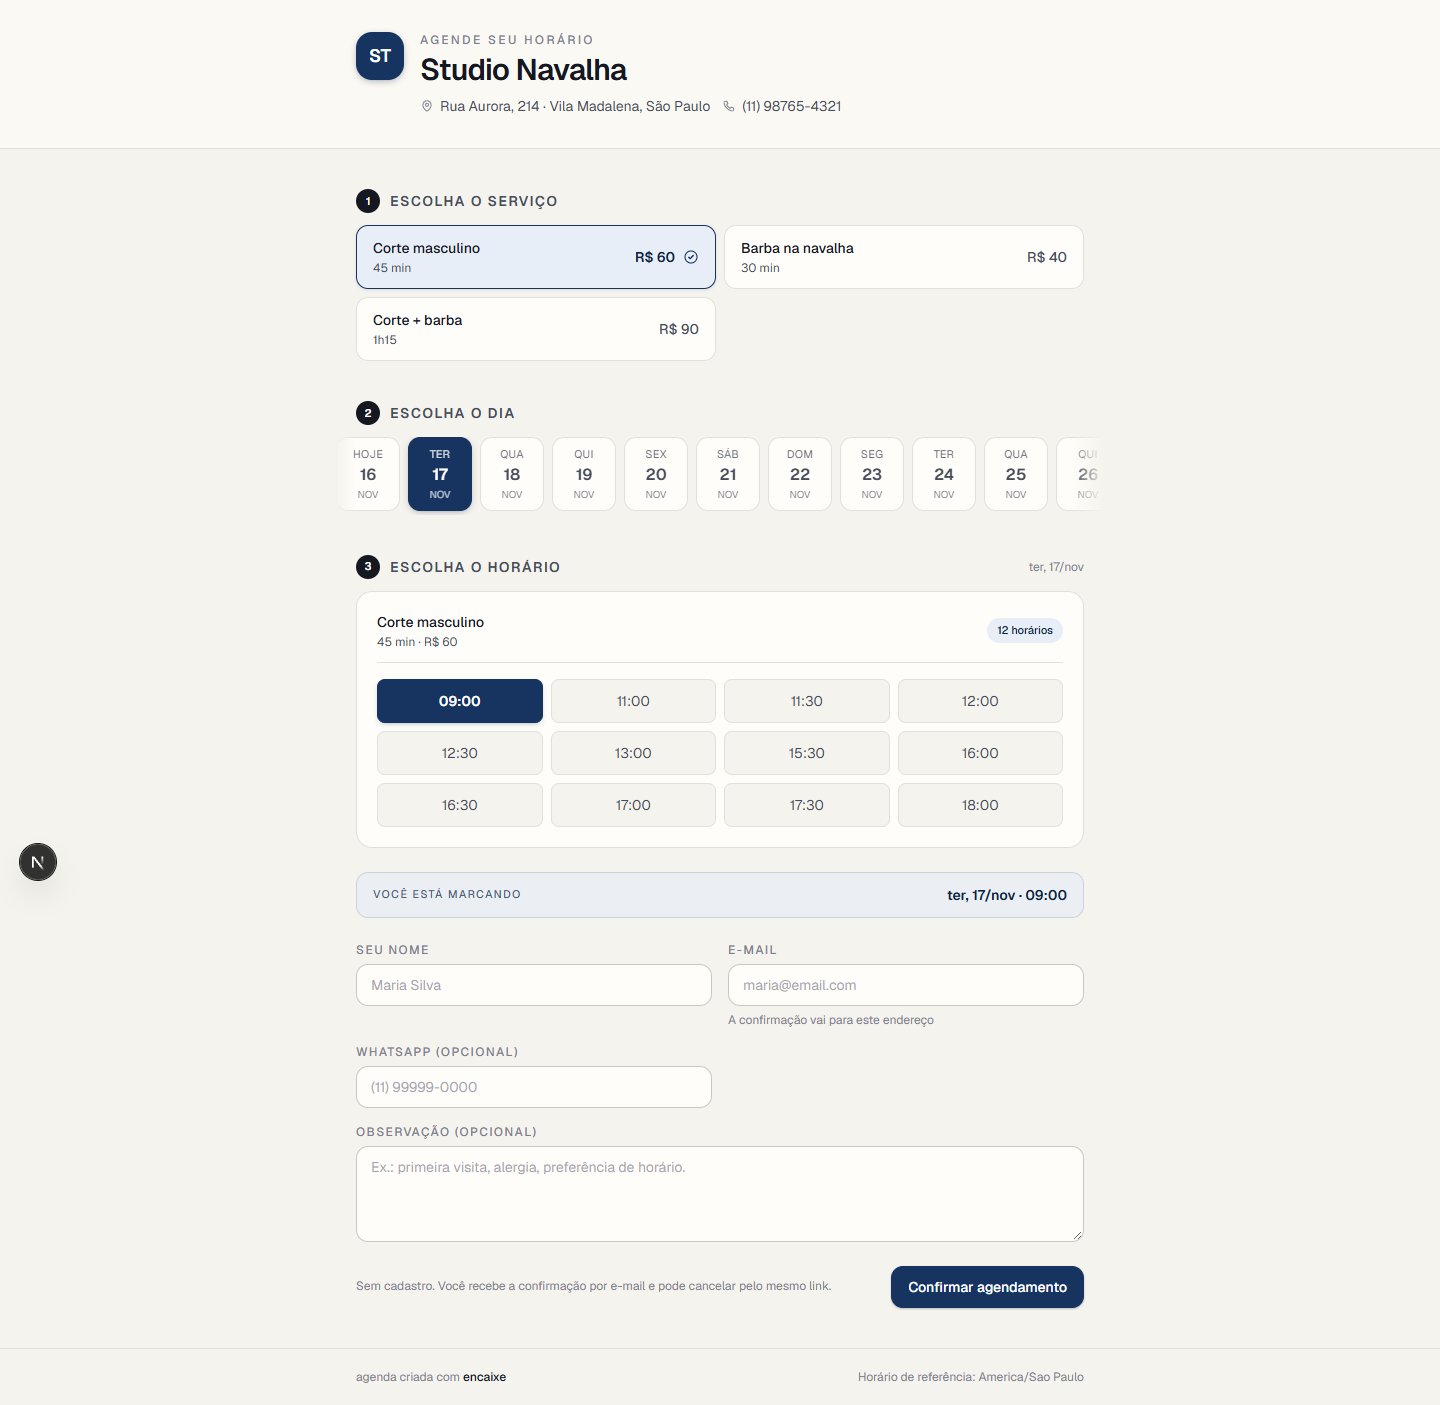 ST
AGENDE SEU HORÁRIO
Studio Navalha
Rua Aurora, 214 · Vila Madalena, São Paulo (11) 98765-4321
1 ESCOLHA O SERVIÇO
Corte masculino
45 min
R$ 60
Barba na navalha
30 min
R$ 40
Corte + barba
1h15
R$ 90
2 ESCOLHA O DIA
HOJE TER QUA QUI SEX SÁB DOM SEG TER QUA QUI
16 17 18 19 20 21 22 23 24 25 26
NOV NOV NOV NOV NOV NOV NOV NOV NOV NOV NOV
3 ESCOLHA O HORÁRIO ter, 17/nov
Corte masculino
45 min · R$ 60
12 horários
09:00 11:00 11:30 12:00
12:30 13:00 15:30 16:00
16:30 17:00 17:30 18:00
N
VOCÊ ESTÁ MARCANDO ter, 17/nov · 09:00
SEU NOME
Maria Silva
E-MAIL
maria@email.com
A confirmação vai para este endereço
WHATSAPP (OPCIONAL)
(11) 99999-0000
OBSERVAÇÃO (OPCIONAL)
Ex.: primeira visita, alergia, preferência de horário.
Sem cadastro. Você recebe a confirmação por e-mail e pode cancelar pelo mesmo link.
Confirmar agendamento
agenda criada com encaixe
Horário de referência: America/Sao Paulo